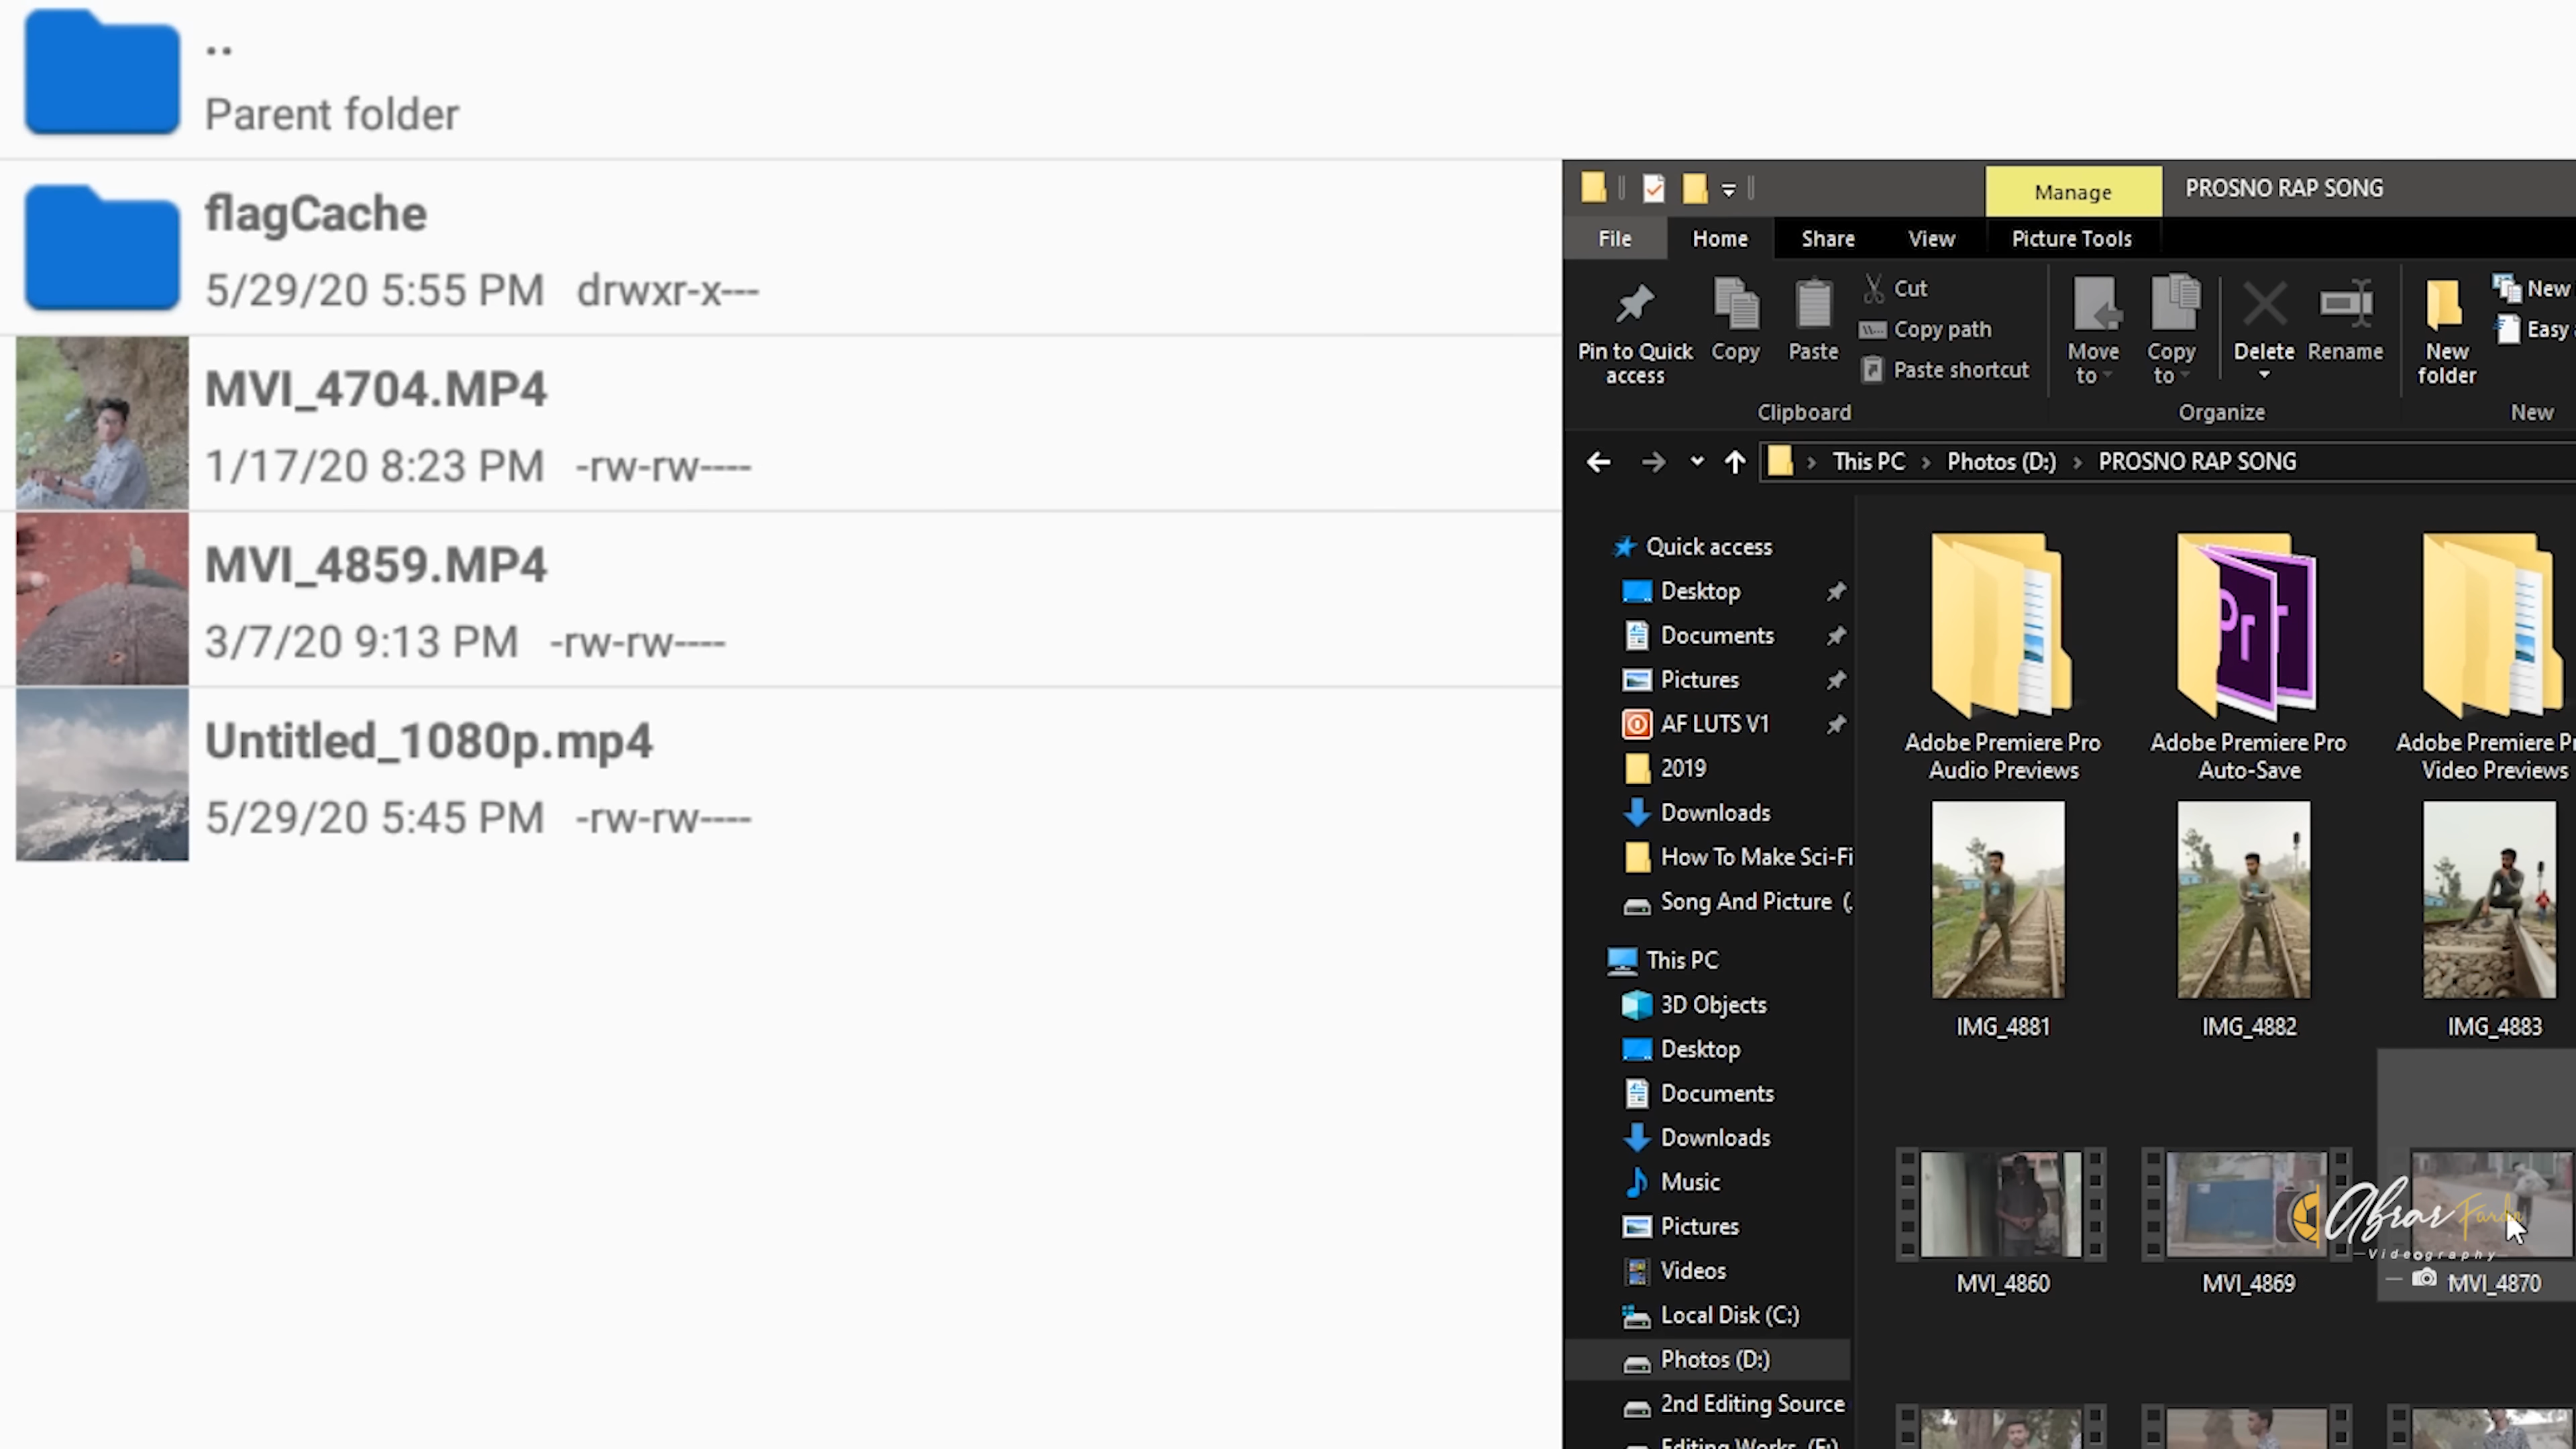 ..
Parent folder
flagCache
5/29/20 5:55 PM drwxr-x---
MVI_4704.MP4
1/17/20 8:23 PM -rw-rw----
MVI_4859.MP4
3/7/20 9:13 PM -rw-rw----
Untitled_1080p.mp4
5/29/20 5:45 PM -rw-rw----
Manage PROSNO RAP SONG
File Home Share View Picture Tools
Pin to Quick
access
Copy
Paste
Cut
Copy path
Paste shortcut
Clipboard
Move
to
Copy
to
Delete
Rename
Organize
New
folder
New
Easy
New
This PC > Photos (D:) > PROSNO RAP SONG
Quick access
Desktop
Documents
Pictures
AF LUTS V1
2019
Downloads
How To Make Sci-Fi
Song And Picture (.
This PC
3D Objects
Desktop
Documents
Downloads
Music
Pictures
Videos
Local Disk (C:)
Photos (D:)
2nd Editing Source
Editing Works (F:)
Adobe Premiere Pro
Audio Previews
Adobe Premiere Pro
Auto-Save
Adobe Premiere P
Video Previews
Pr
IMG_4881
IMG_4882
IMG_4883
MVI_4860
MVI_4869
MVI_4870
Abrar
Videography